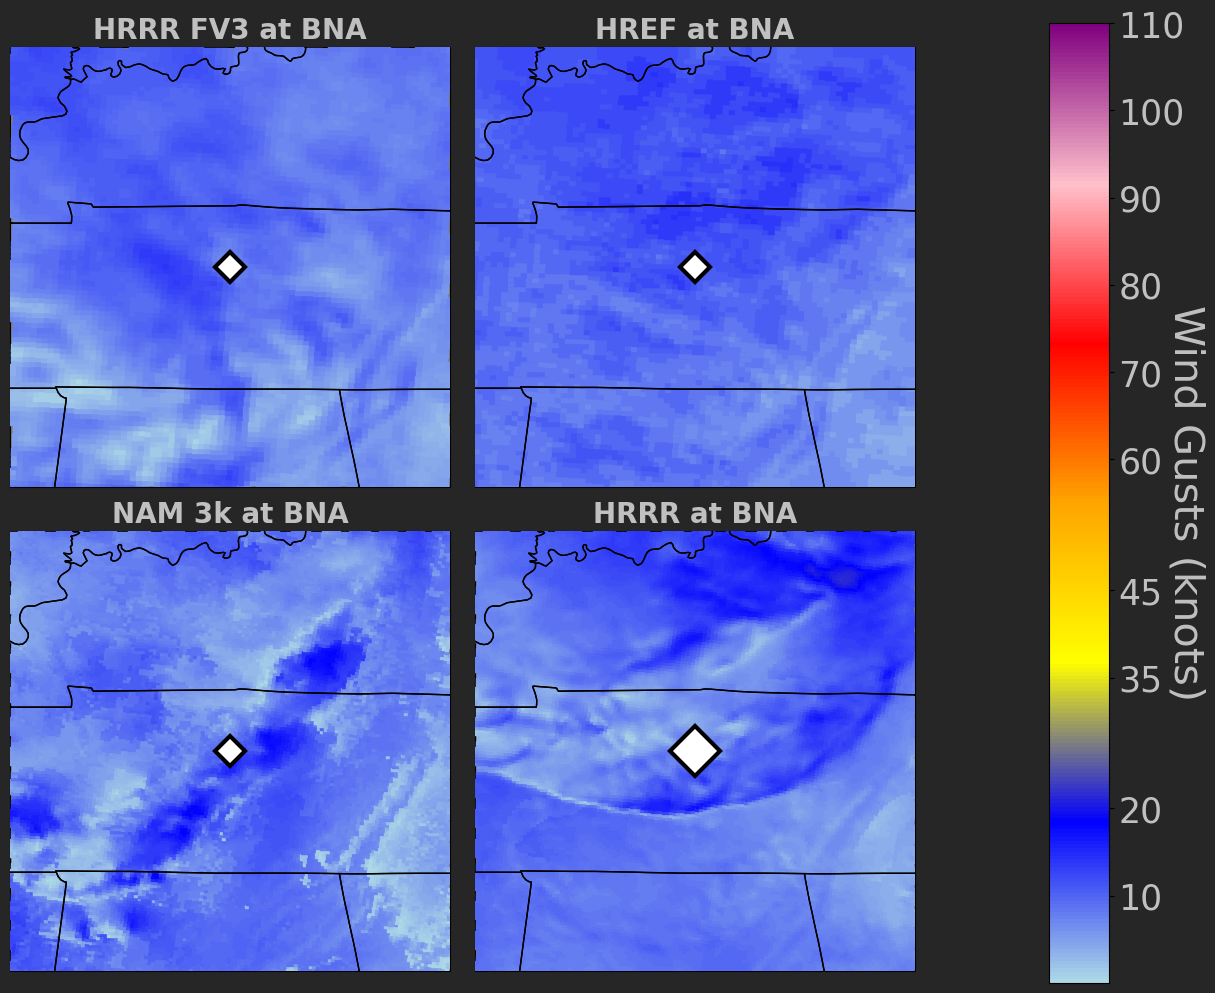 HRRR FV3 at BNA
HREF at BNA
NAM 3k at BNA
HRRR at BNA
110
100
90
80
70
60
45
35
20
10
Wind Gusts (knots)